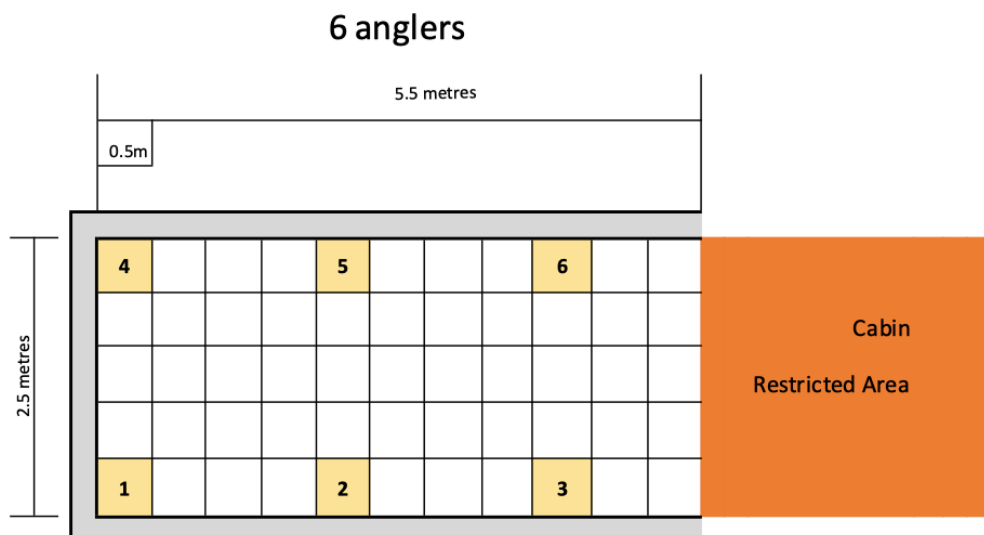 6 anglers
5.5 metres
0.5m
4 5 6
2.5 metres
Cabin
Restricted Area
1 2 3